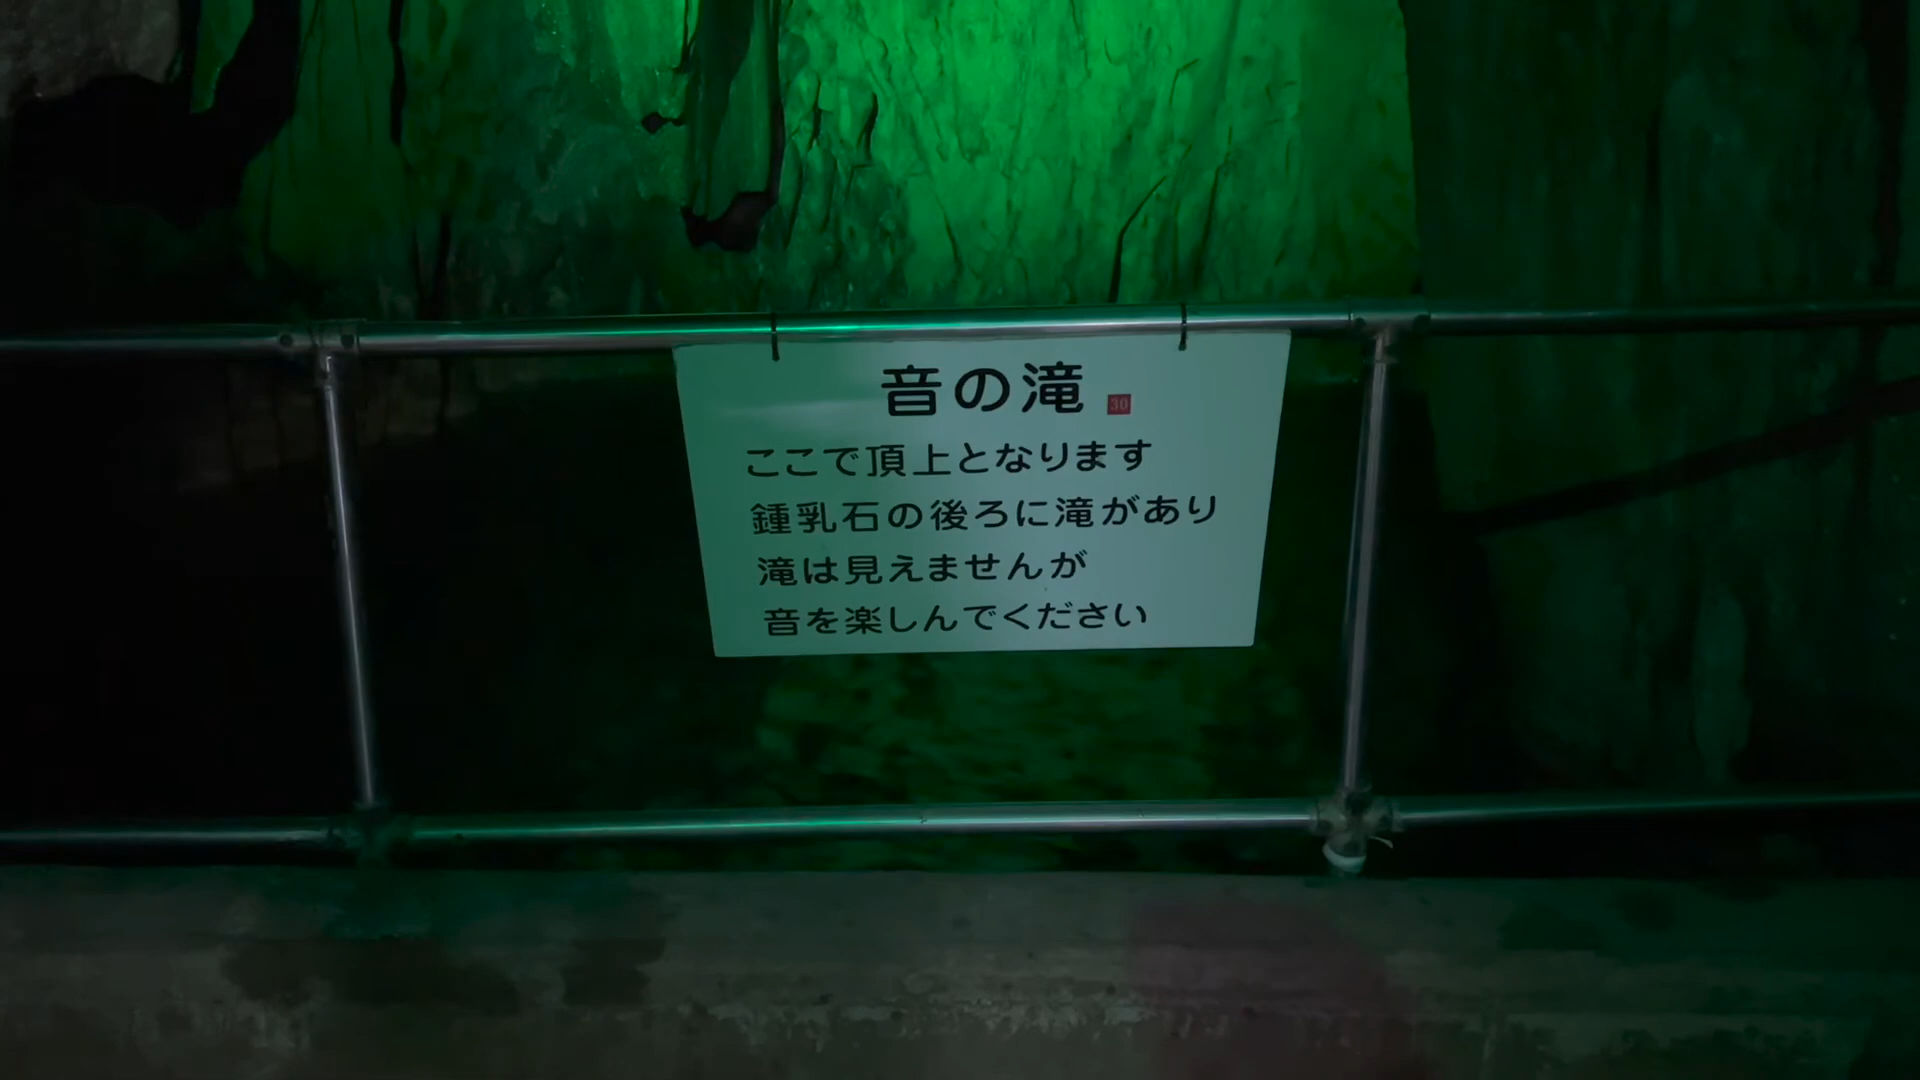 音の滝 30
ここで頂上となります
鍾乳石の後ろに滝があり
滝は見えませんが
音を楽しんでください